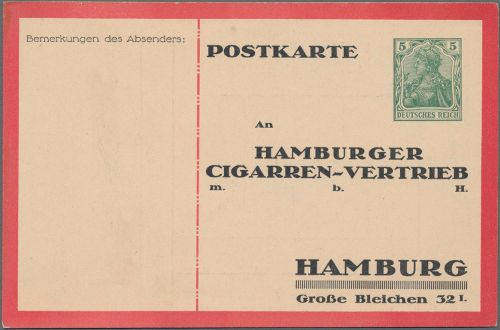 Bemerkungen des Absenders:
POSTKARTE
5 5
DEUTSCHES REICH
An
HAMBURGER
CIGARREN-VERTRIEB
m. b. H.
HAMBURG
Große Bleichen 32 I.